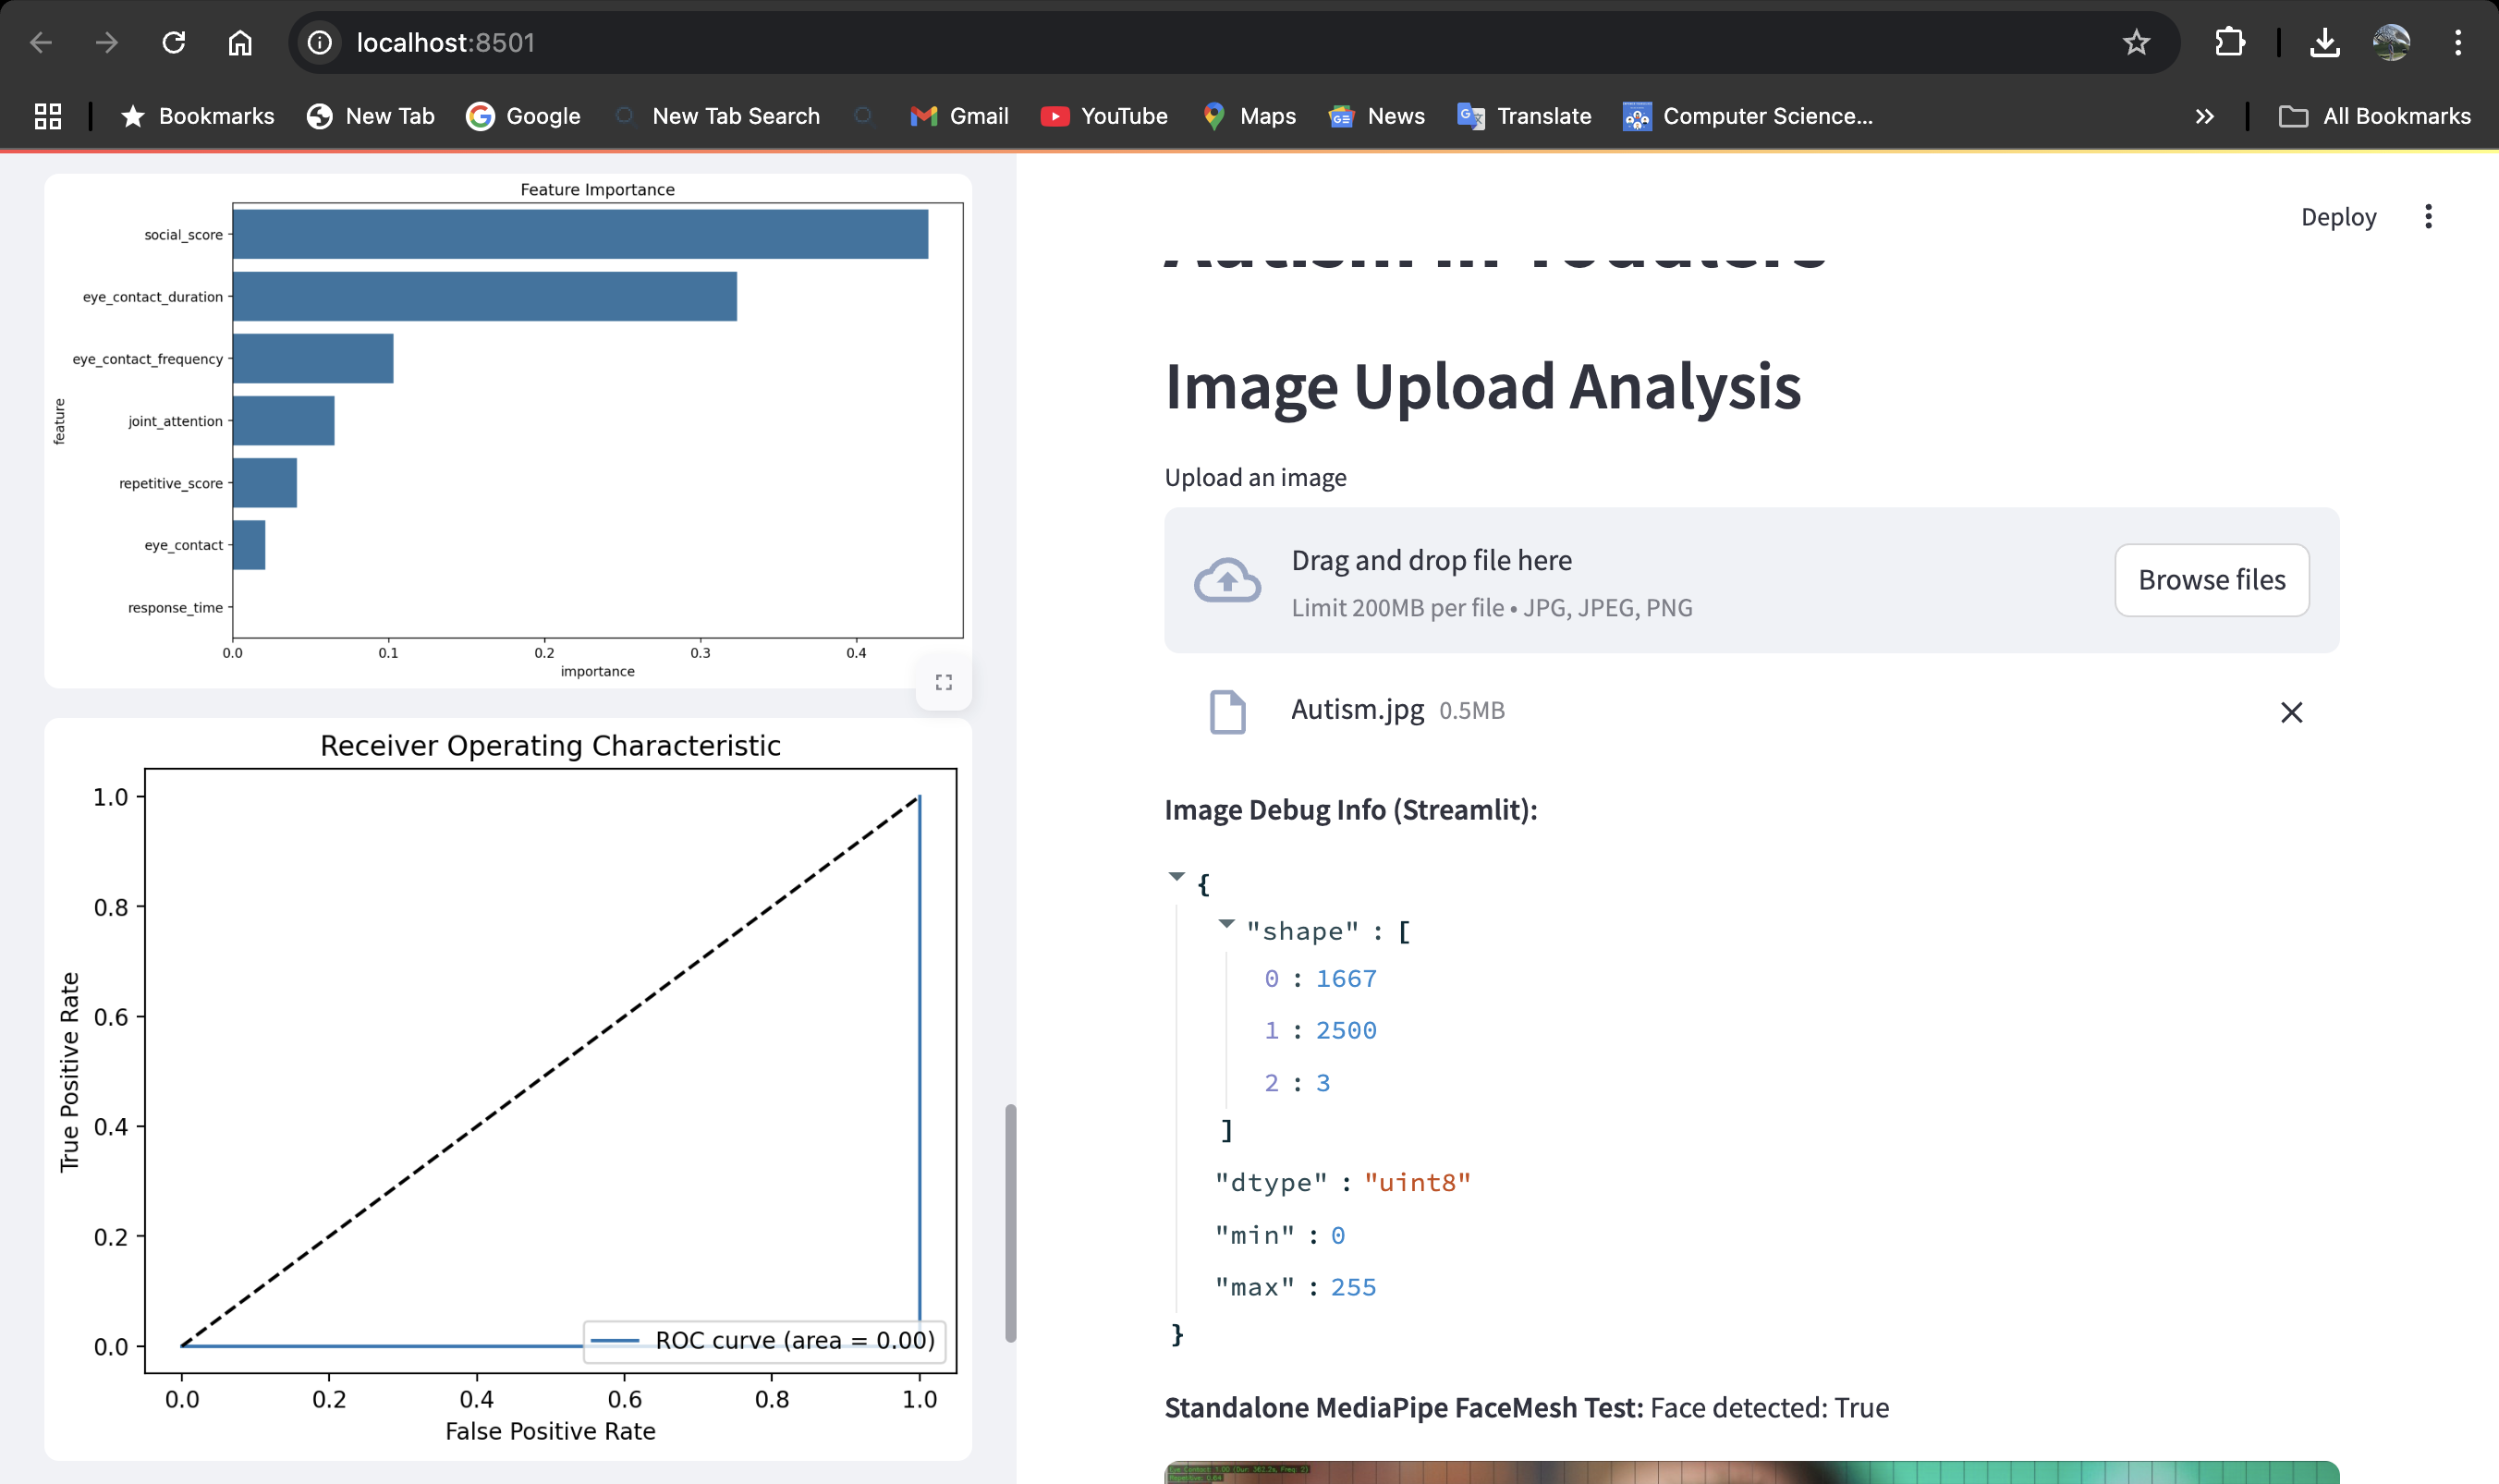 localhost:8501
Bookmarks
New Tab
Google
New Tab Search
Gmail
YouTube
Maps
News
Translate
Computer Science...
All Bookmarks
Feature Importance
social_score
eye_contact_duration
eye_contact_frequency
joint_attention
repetitive_score
eye_contact
response_time
feature
0.0 0.1 0.2 0.3 0.4
importance
Receiver Operating Characteristic
1.0
0.8
0.6
0.4
0.2
0.0
True Positive Rate
ROC curve (area = 0.00)
0.0 0.2 0.4 0.6 0.8 1.0
False Positive Rate
Deploy
Autism in Toddlers
Image Upload Analysis
Upload an image
Drag and drop file here
Limit 200MB per file • JPG, JPEG, PNG
Browse files
Autism.jpg 0.5MB
Image Debug Info (Streamlit):
{
"shape" : [
0 : 1667
1 : 2500
2 : 3
]
"dtype" : "uint8"
"min" : 0
"max" : 255
}
Standalone MediaPipe FaceMesh Test: Face detected: True